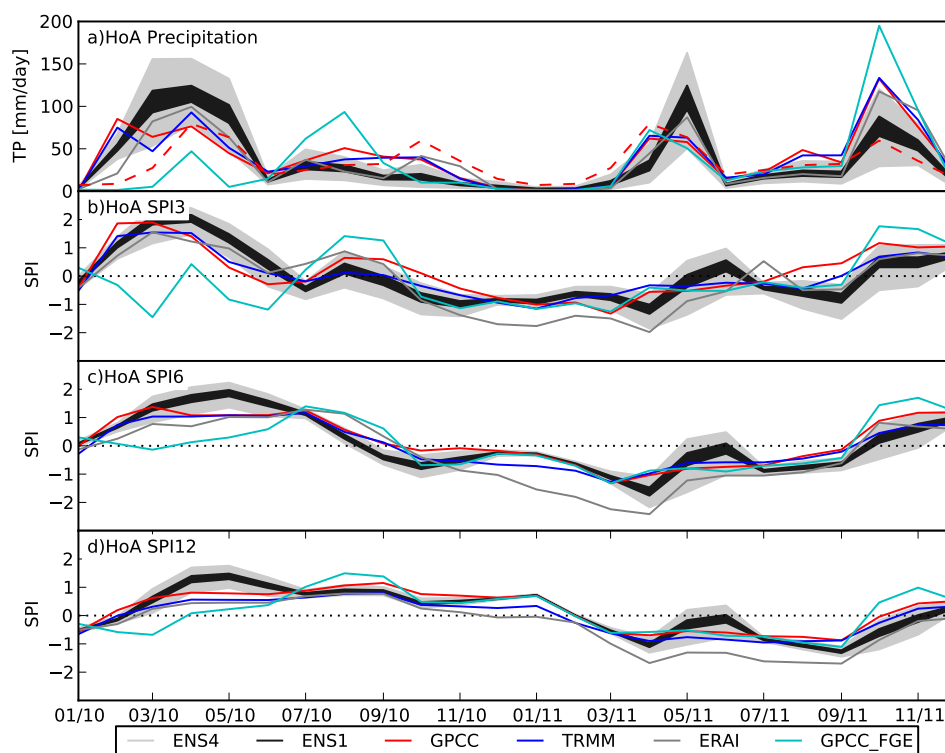 a)HoA Precipitation
TP [mm/day]
200
150
100
50
0
b)HoA SPI3
SPI
2
1
0
−1
−2
c)HoA SPI6
SPI
2
1
0
−1
−2
d)HoA SPI12
SPI
2
1
0
−1
−2
01/10 03/10 05/10 07/10 09/10 11/10 01/11 03/11 05/11 07/11 09/11 11/11
ENS4 ENS1 GPCC TRMM ERAI GPCC_FGE